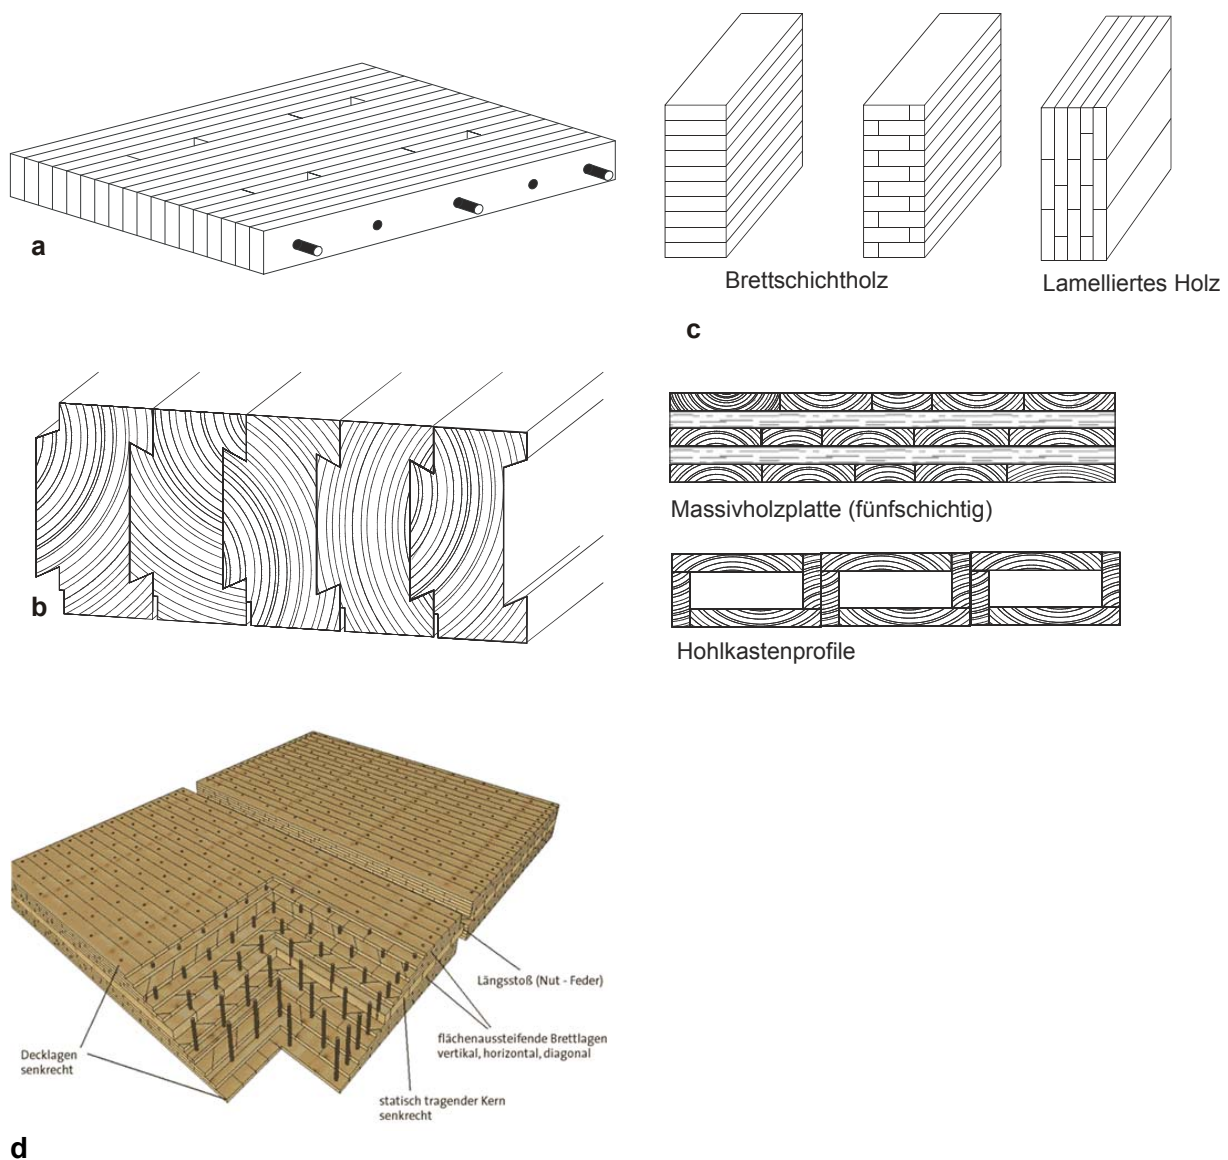 a
Brettschichtholz
Lamelliertes Holz
c
b
Massivholzplatte (fünfschichtig)
Hohlkastenprofile
Längsstoß (Nut - Feder)
flächenaussteifende Brettlagen
vertikal, horizontal, diagonal
Decklagen
senkrecht
statisch tragender Kern
senkrecht
d